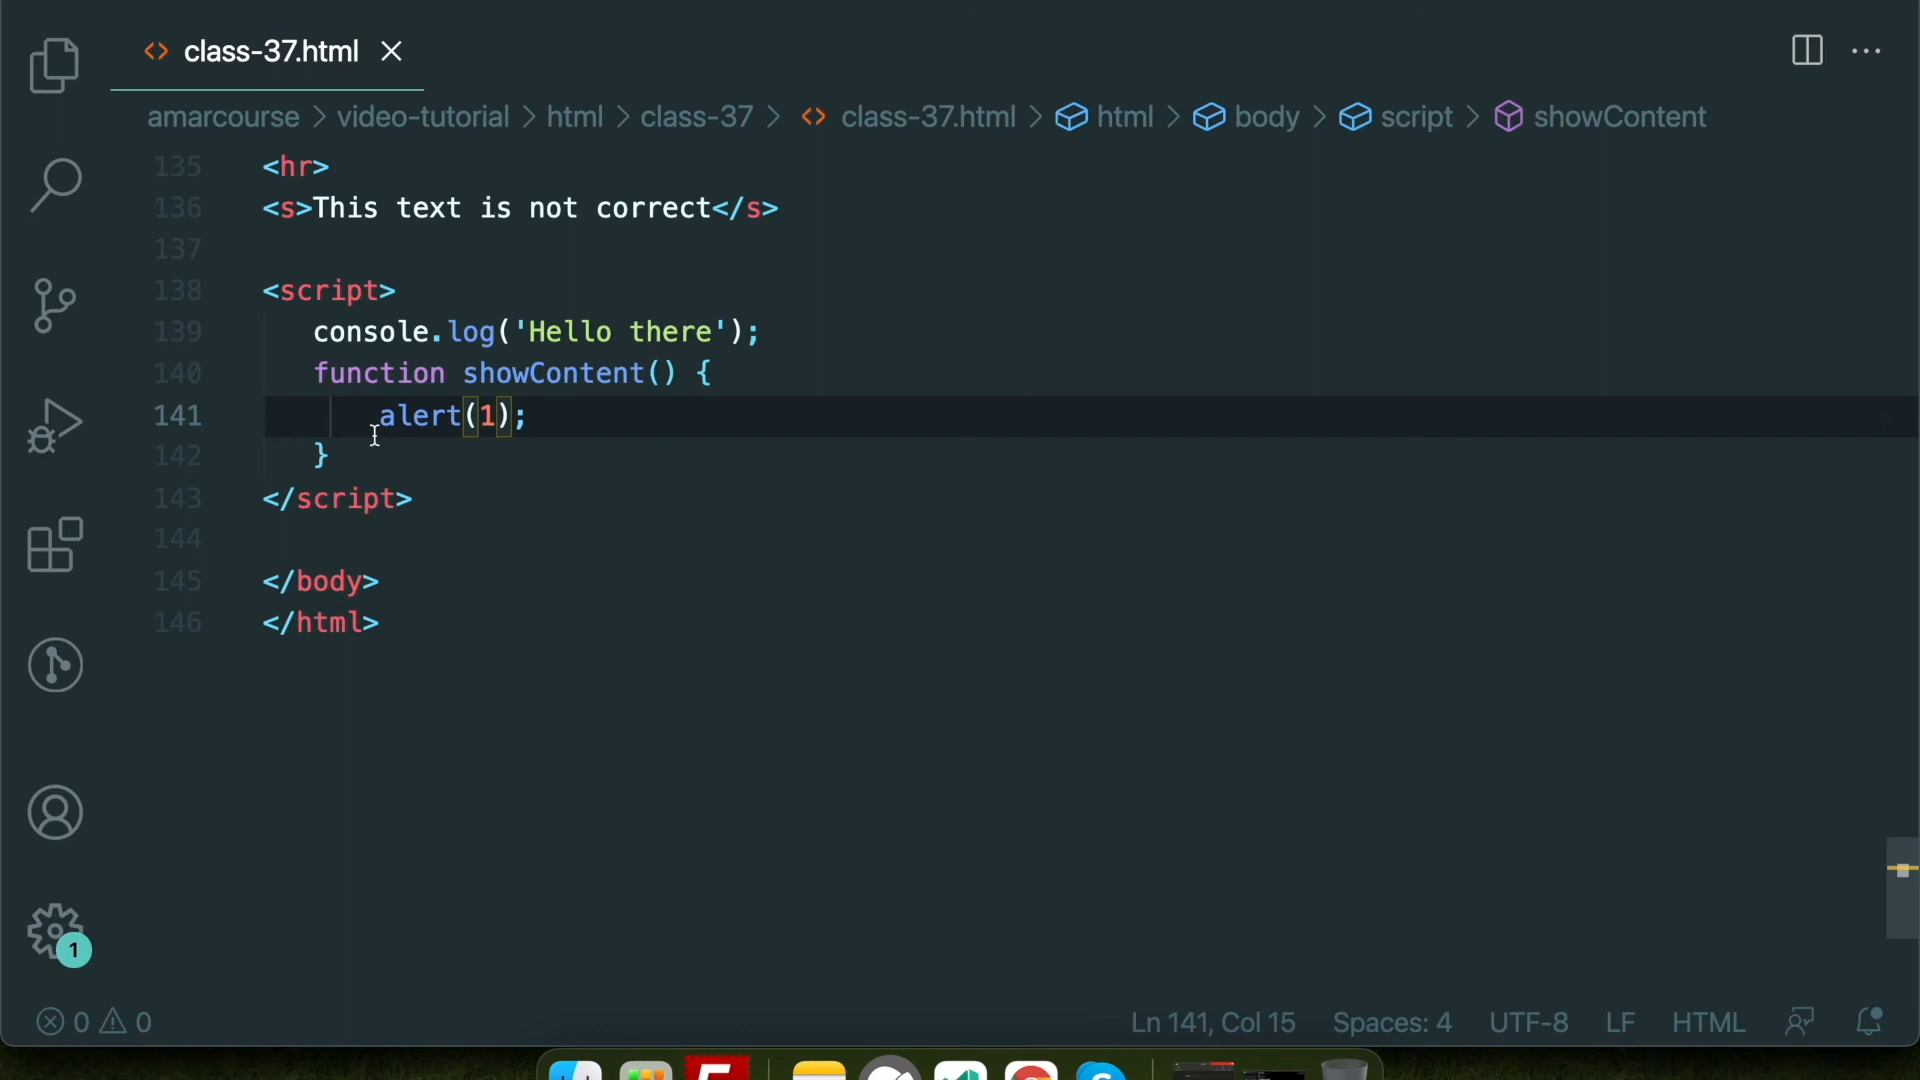 class-37.html
amarcourse > video-tutorial > html > class-37 > class-37.html > html > body > script > showContent
135 <hr>
136 <s>This text is not correct</s>
137
138 <script>
139 console.log('Hello there');
140 function showContent() {
141 alert(1);
142 }
143 </script>
144
145 </body>
146 </html>
1
0 0 Ln 141, Col 15 Spaces: 4 UTF-8 LF HTML